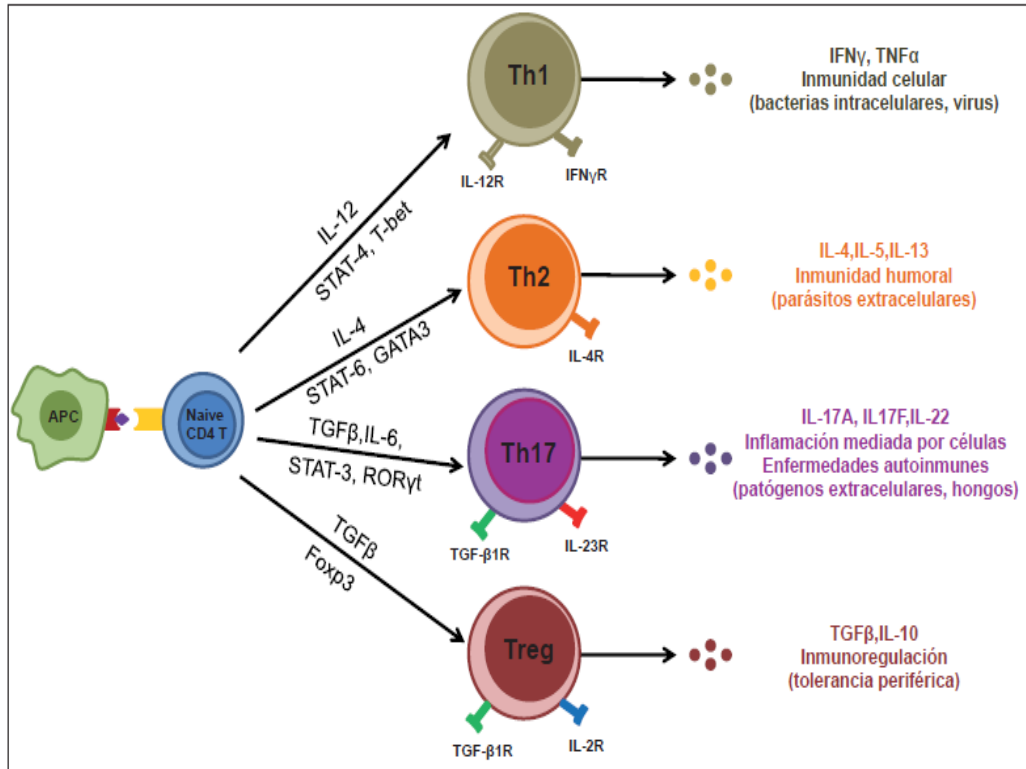 APC
Naive
CD4 T
IL-12
STAT-4, T-bet
IL-4
STAT-6, GATA3
TGFβ,IL-6,
STAT-3, RORγt
TGFβ
Foxp3
Th1
IL-12R
IFNγR
IFNγ, TNFα
Inmunidad celular
(bacterias intracelulares, virus)
Th2
IL-4R
IL-4,IL-5,IL-13
Inmunidad humoral
(parásitos extracelulares)
Th17
TGF-β1R
IL-23R
IL-17A, IL17F,IL-22
Inflamación mediada por células
Enfermedades autoinmunes
(patógenos extracelulares, hongos)
Treg
TGF-β1R
IL-2R
TGFβ,IL-10
Inmunoregulación
(tolerancia periférica)